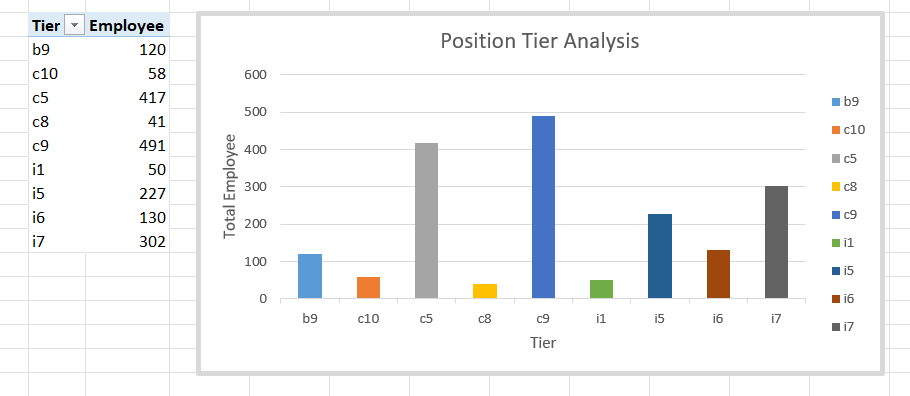 Tier Employee
b9 120
c10 58
c5 417
c8 41
c9 491
i1 50
i5 227
i6 130
i7 302
Position Tier Analysis
Total Employee
600
500
400
300
200
100
0
b9 c10 c5 c8 c9 i1 i5 i6 i7
Tier
b9
c10
c5
c8
c9
i1
i5
i6
i7